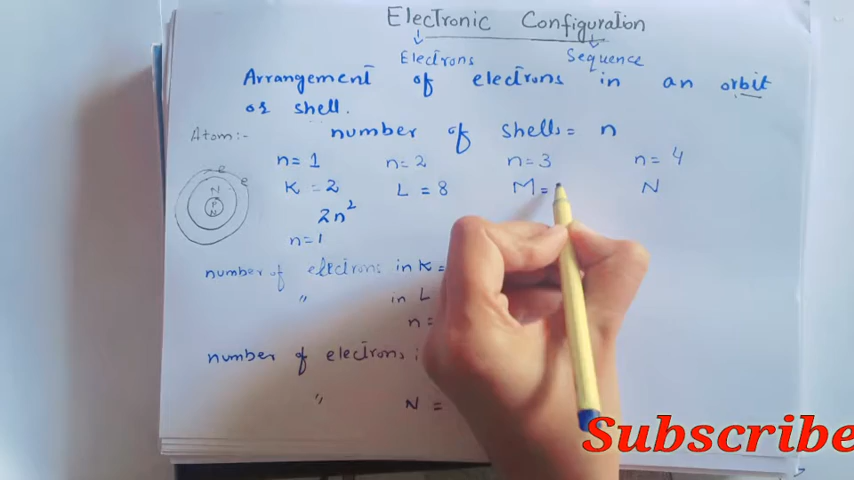 Electronic Configuration
Electrons Sequence
Arrangement of electrons in an orbit
or shell.
Atom:- number of shells = n
n=1 n=2 n=3 n=4
K = 2 L = 8 M = N
2n²
n=1
e
e
N
P
N
number of electrons in K =
" in L
n =
number of electrons i
" N =
Subscribe